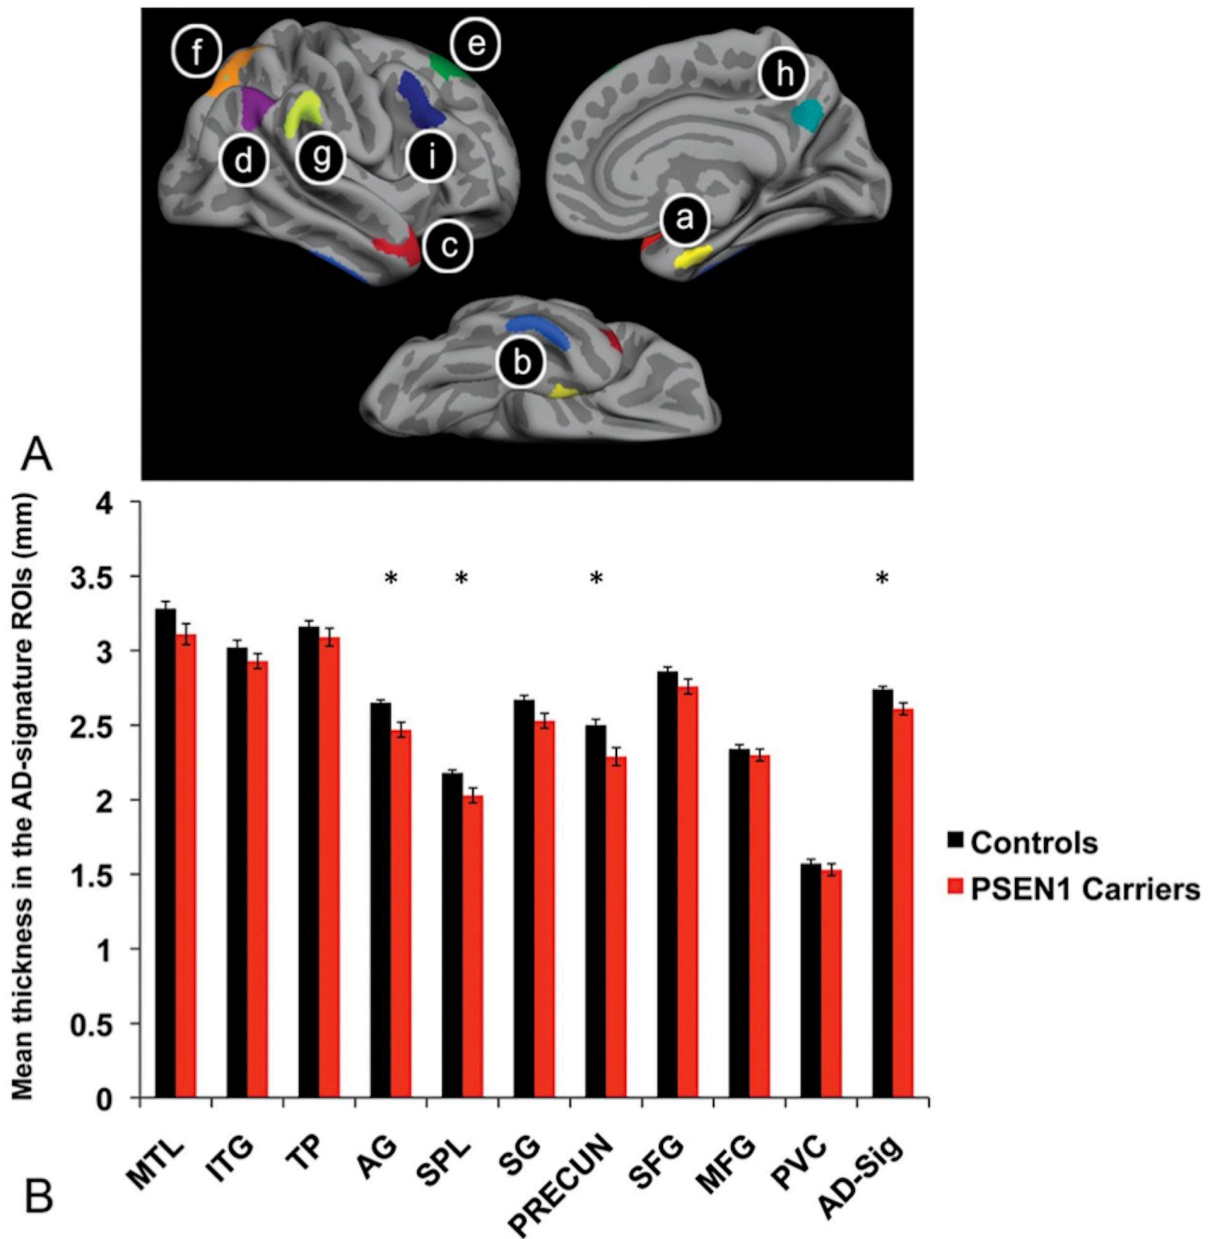 f
e
h
d
g
i
a
c
b
A
Mean thickness in the AD-signature ROIs (mm)
4
3.5
* * * *
3
2.5
2
1.5
1
0.5
0
Controls
PSEN1 Carriers
MTL ITG TP AG SPL SG PRECUN SFG MFG PVC AD-Sig
B